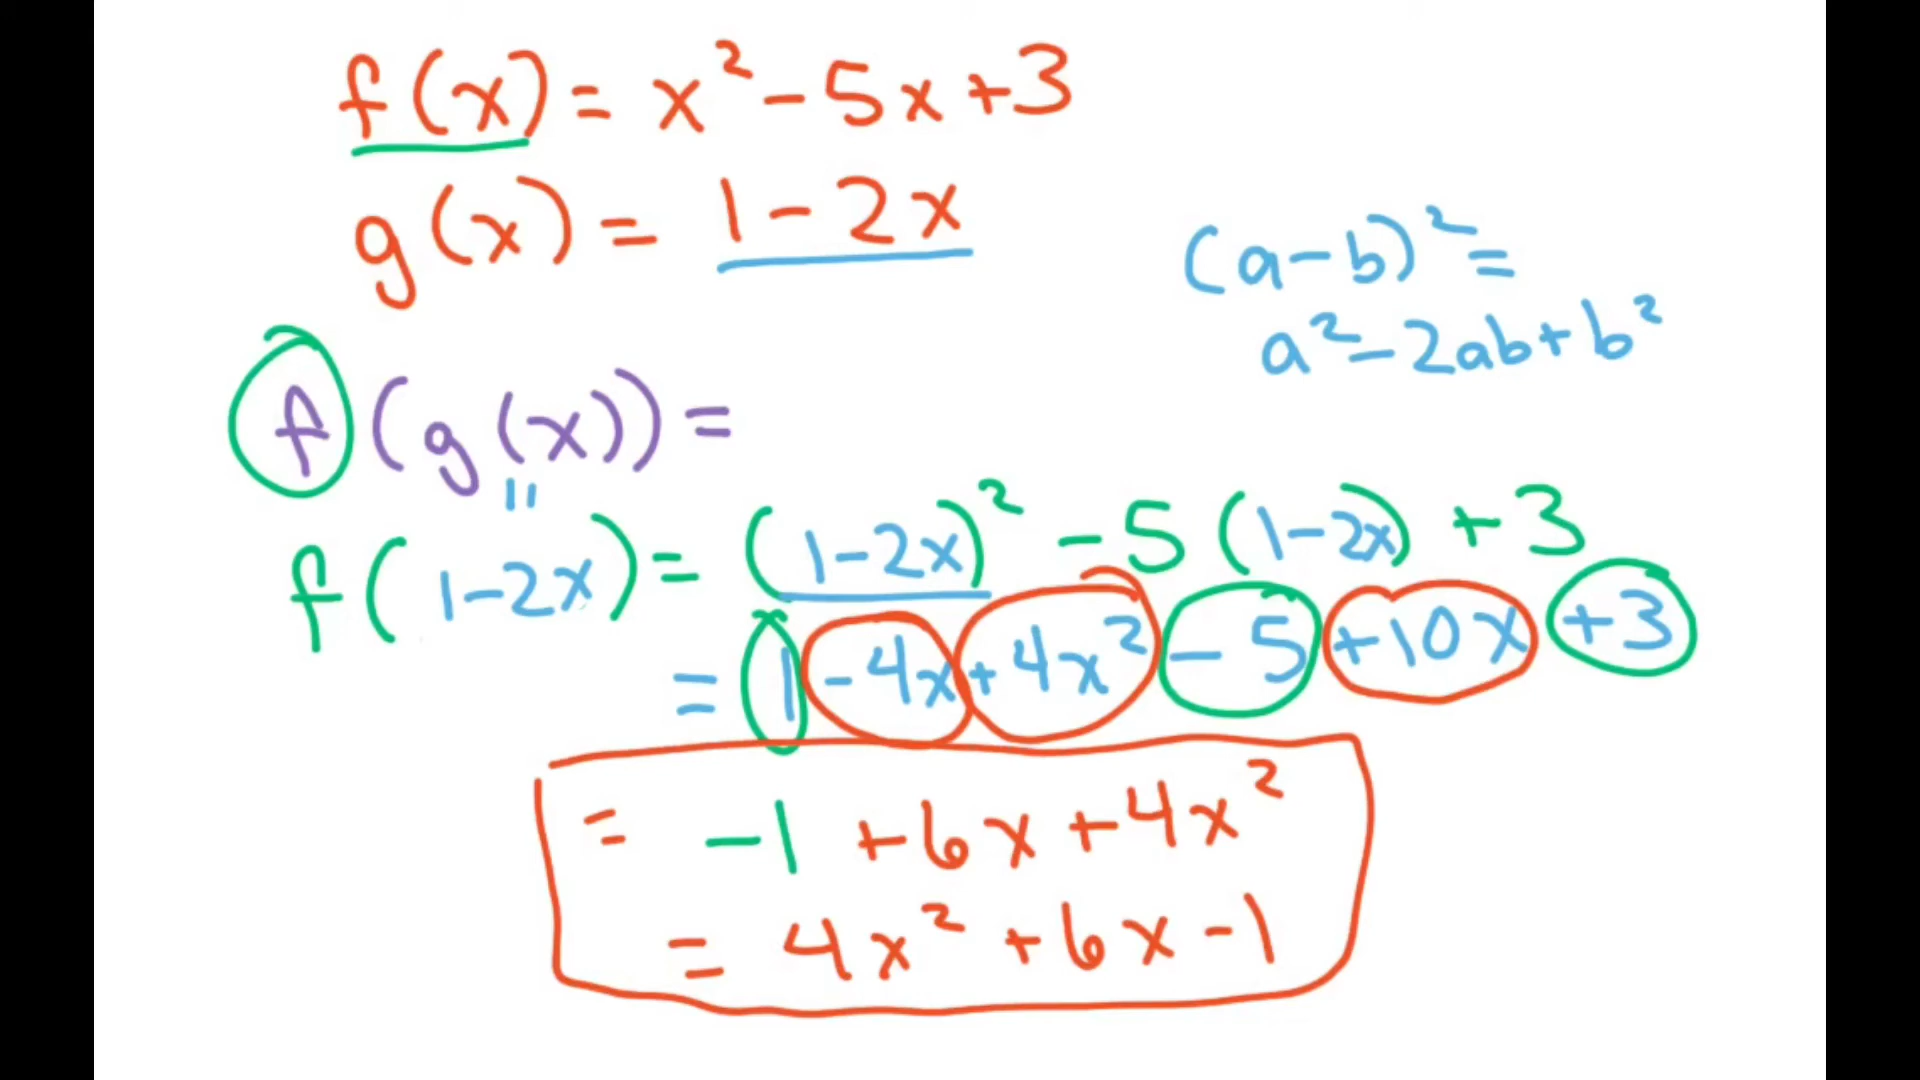 f(x) = x² - 5x + 3
g(x) = 1 - 2x
(a - b)² =
a² - 2ab + b²
f(g(x)) =
"
f(1 - 2x) = (1 - 2x)² - 5(1 - 2x) + 3
= 1 - 4x + 4x² - 5 + 10x + 3
= -1 + 6x + 4x²
= 4x² + 6x - 1